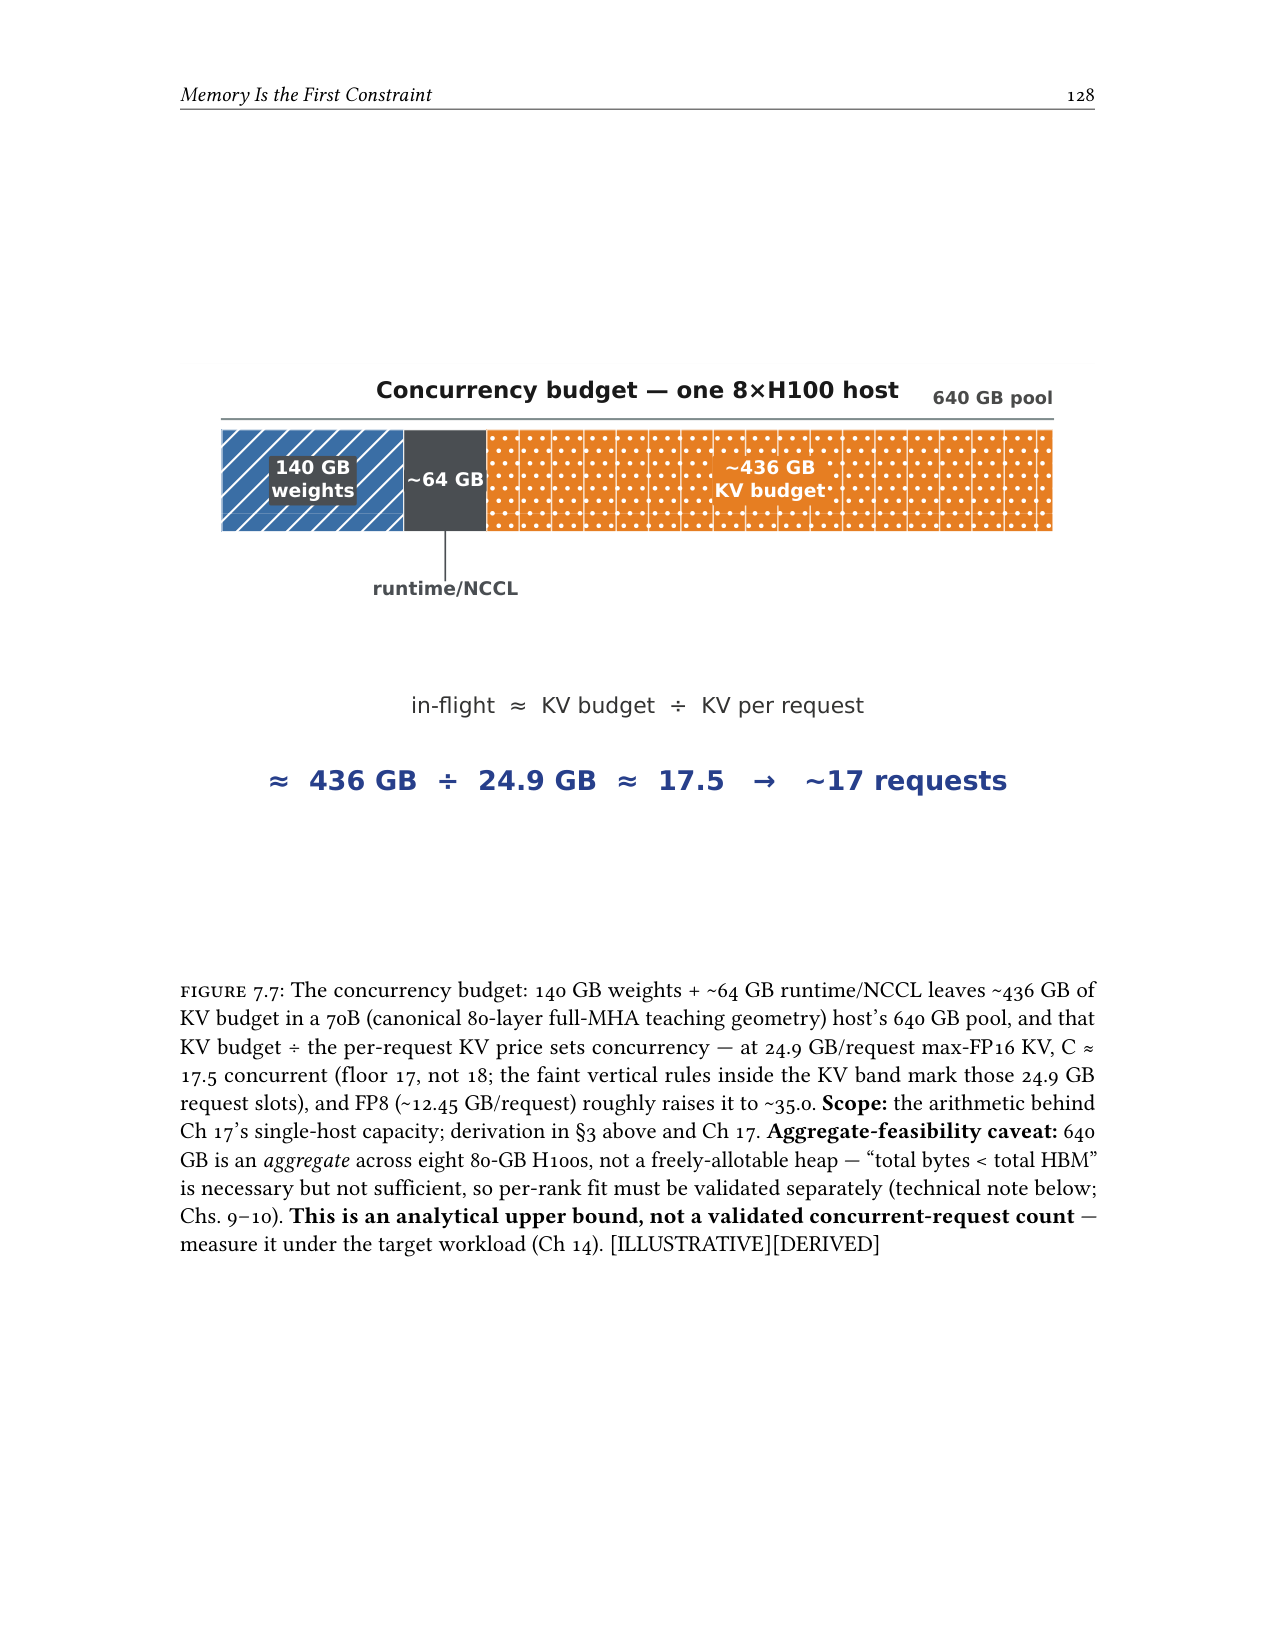 Memory Is the First Constraint 128
Concurrency budget — one 8×H100 host
640 GB pool
140 GB
weights
~64 GB
~436 GB
KV budget
runtime/NCCL
in-flight ≈ KV budget ÷ KV per request
≈ 436 GB ÷ 24.9 GB ≈ 17.5 → ~17 requests
FIGURE 7.7: The concurrency budget: 140 GB weights + ~64 GB runtime/NCCL leaves ~436 GB of
KV budget in a 70B (canonical 80-layer full-MHA teaching geometry) host’s 640 GB pool, and that
KV budget ÷ the per-request KV price sets concurrency — at 24.9 GB/request max-FP16 KV, C ≈
17.5 concurrent (floor 17, not 18; the faint vertical rules inside the KV band mark those 24.9 GB
request slots), and FP8 (~12.45 GB/request) roughly raises it to ~35.0. Scope: the arithmetic behind
Ch 17’s single-host capacity; derivation in §3 above and Ch 17. Aggregate-feasibility caveat: 640
GB is an aggregate across eight 80-GB H100s, not a freely-allotable heap — “total bytes < total HBM”
is necessary but not sufficient, so per-rank fit must be validated separately (technical note below;
Chs. 9–10). This is an analytical upper bound, not a validated concurrent-request count —
measure it under the target workload (Ch 14). [ILLUSTRATIVE][DERIVED]